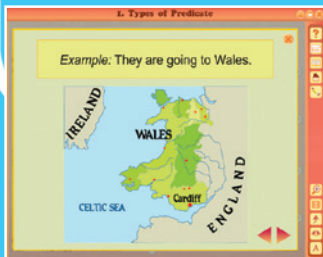 1. Types of Predicate
Example: They are going to Wales.
IRELAND
WALES
Cardiff
CELTIC SEA
ENGLAND
?
A